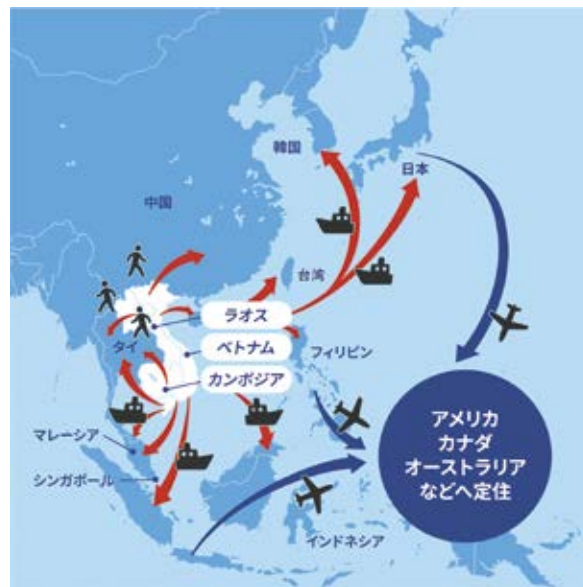 韓国
日本
中国
台湾
ラオス
タイ
ベトナム
フィリピン
カンボジア
アメリカ
カナダ
オーストラリア
などへ定住
マレーシア
シンガポール
インドネシア